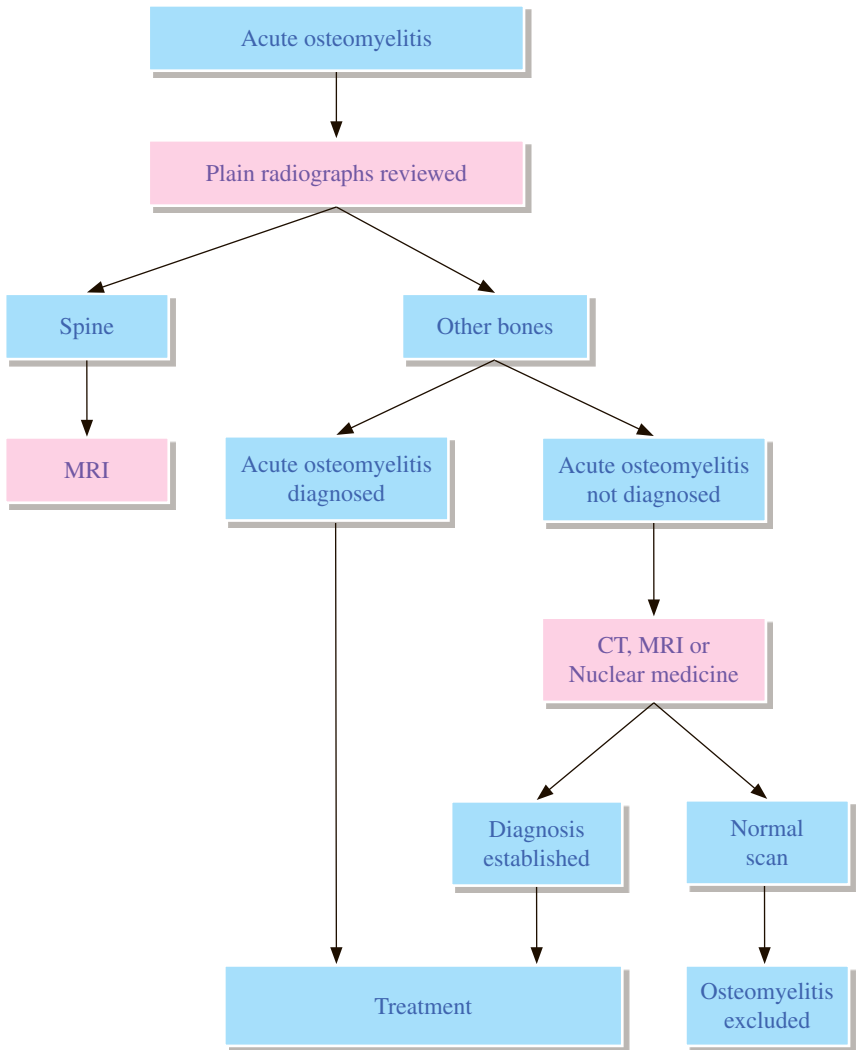 Acute osteomyelitis
Plain radiographs reviewed
Spine
Other bones
MRI
Acute osteomyelitis
diagnosed
Acute osteomyelitis
not diagnosed
CT, MRI or
Nuclear medicine
Diagnosis
established
Normal
scan
Treatment
Osteomyelitis
excluded